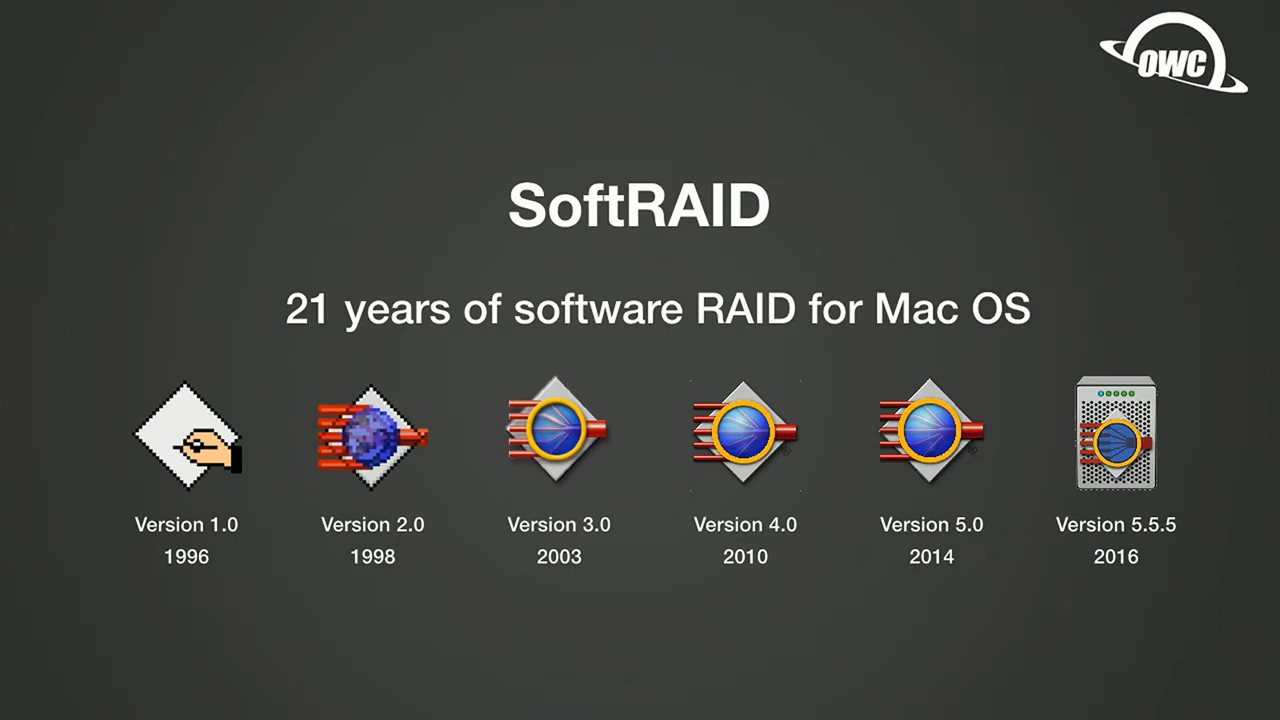 OWC
SoftRAID
21 years of software RAID for Mac OS
Version 1.0
1996
Version 2.0
1998
Version 3.0
2003
Version 4.0
2010
Version 5.0
2014
Version 5.5.5
2016